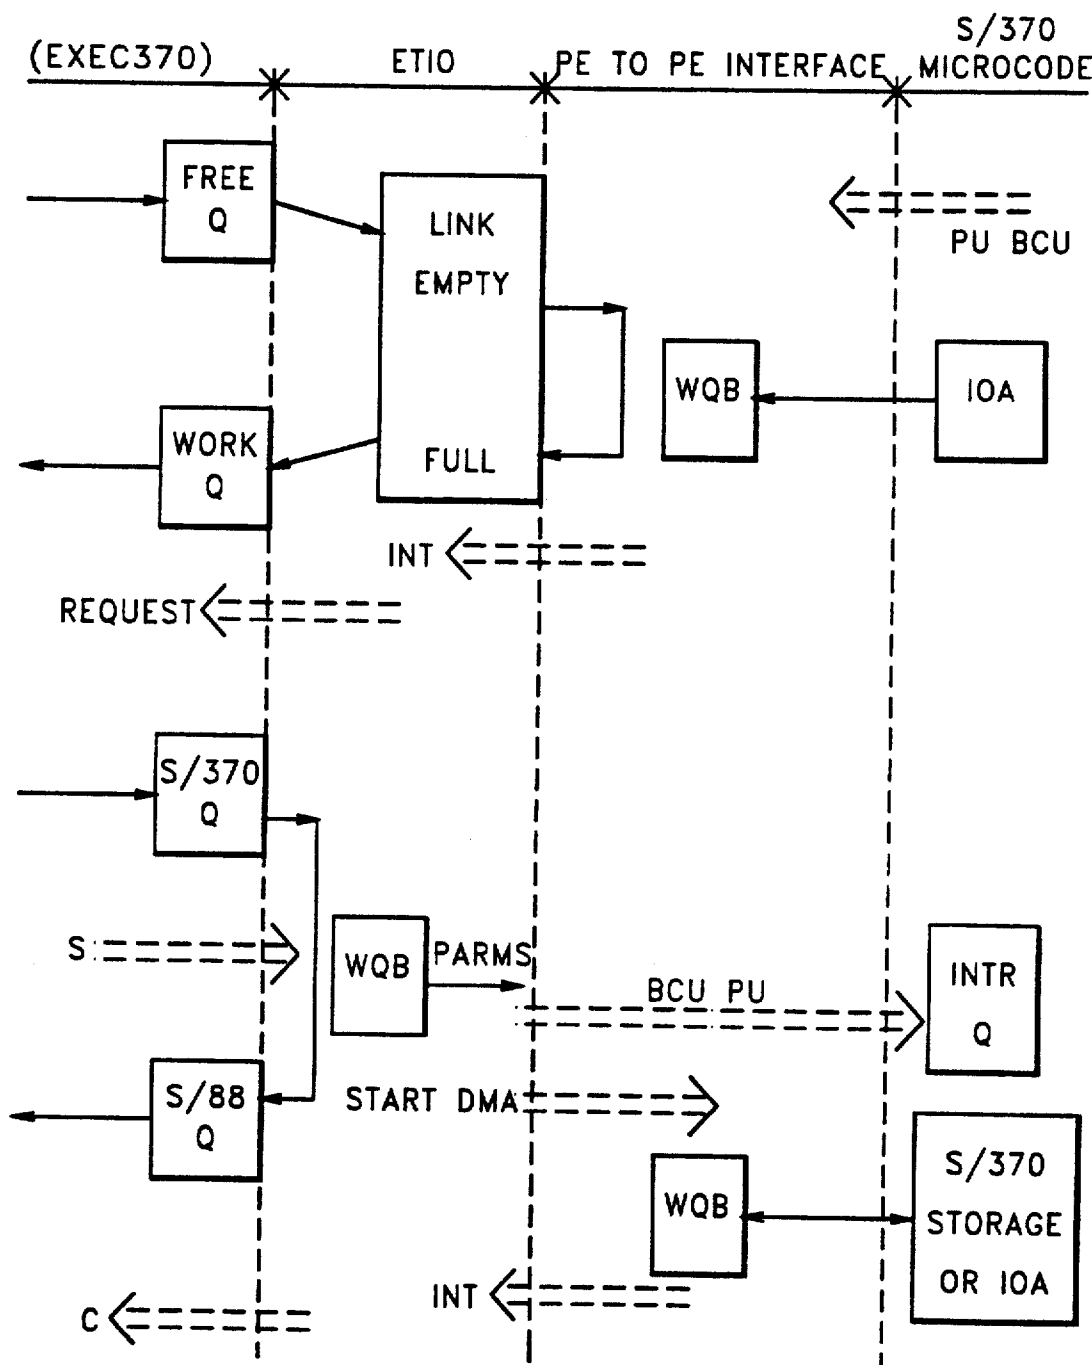 (EXEC370)
ETIO
PE TO PE INTERFACE
S/370
MICROCODE
FREE
Q
LINK
EMPTY
FULL
PU BCU
WQB
IOA
WORK
Q
INT
REQUEST
S/370
Q
S
WQB
PARMS
BCU PU
INTR
Q
S/88
Q
START DMA
WQB
S/370
STORAGE
OR IOA
INT
C